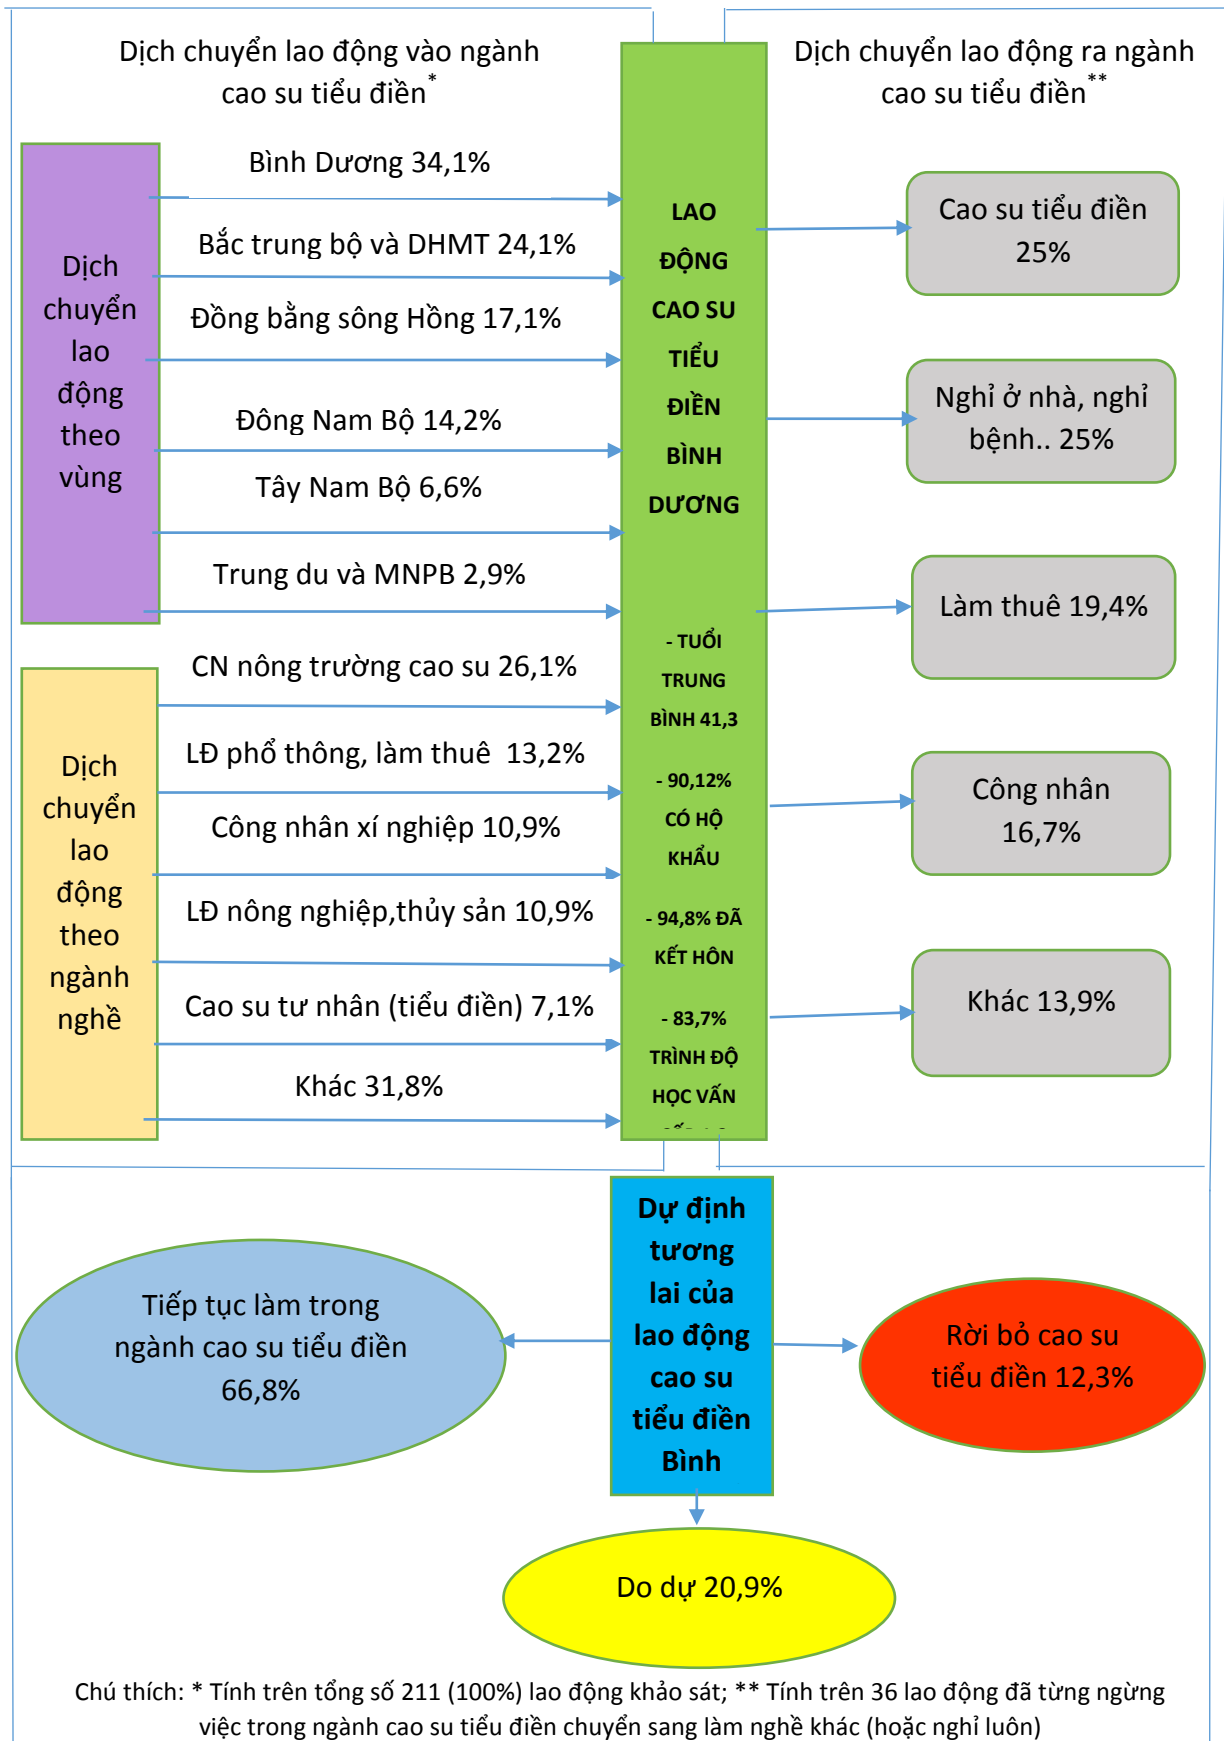 Dịch chuyển lao động vào ngành
cao su tiểu điền*
Dịch chuyển lao động ra ngành
cao su tiểu điền**
Dịch
chuyển
lao
động
theo
vùng
Bình Dương 34,1%
Bắc trung bộ và DHMT 24,1%
Đồng bằng sông Hồng 17,1%
Đông Nam Bộ 14,2%
Tây Nam Bộ 6,6%
Trung du và MNPB 2,9%
Dịch
chuyển
lao
động
theo
ngành
nghề
CN nông trường cao su 26,1%
LĐ phổ thông, làm thuê 13,2%
Công nhân xí nghiệp 10,9%
LĐ nông nghiệp,thủy sản 10,9%
Cao su tư nhân (tiểu điền) 7,1%
Khác 31,8%
LAO
ĐỘNG
CAO SU
TIỂU
ĐIỀN
BÌNH
DƯƠNG
- TUỔI
TRUNG
BÌNH 41,3
- 90,12%
CÓ HỘ
KHẨU
- 94,8% ĐÃ
KẾT HÔN
- 83,7%
TRÌNH ĐỘ
HỌC VẤN
Cao su tiểu điền
25%
Nghỉ ở nhà, nghỉ
bệnh.. 25%
Làm thuê 19,4%
Công nhân
16,7%
Khác 13,9%
Dự định
tương
lai của
lao động
cao su
tiểu điền
Bình
Tiếp tục làm trong
ngành cao su tiểu điền
66,8%
Rời bỏ cao su
tiểu điền 12,3%
Do dự 20,9%
Chú thích: * Tính trên tổng số 211 (100%) lao động khảo sát; ** Tính trên 36 lao động đã từng ngừng
việc trong ngành cao su tiểu điền chuyển sang làm nghề khác (hoặc nghỉ luôn)